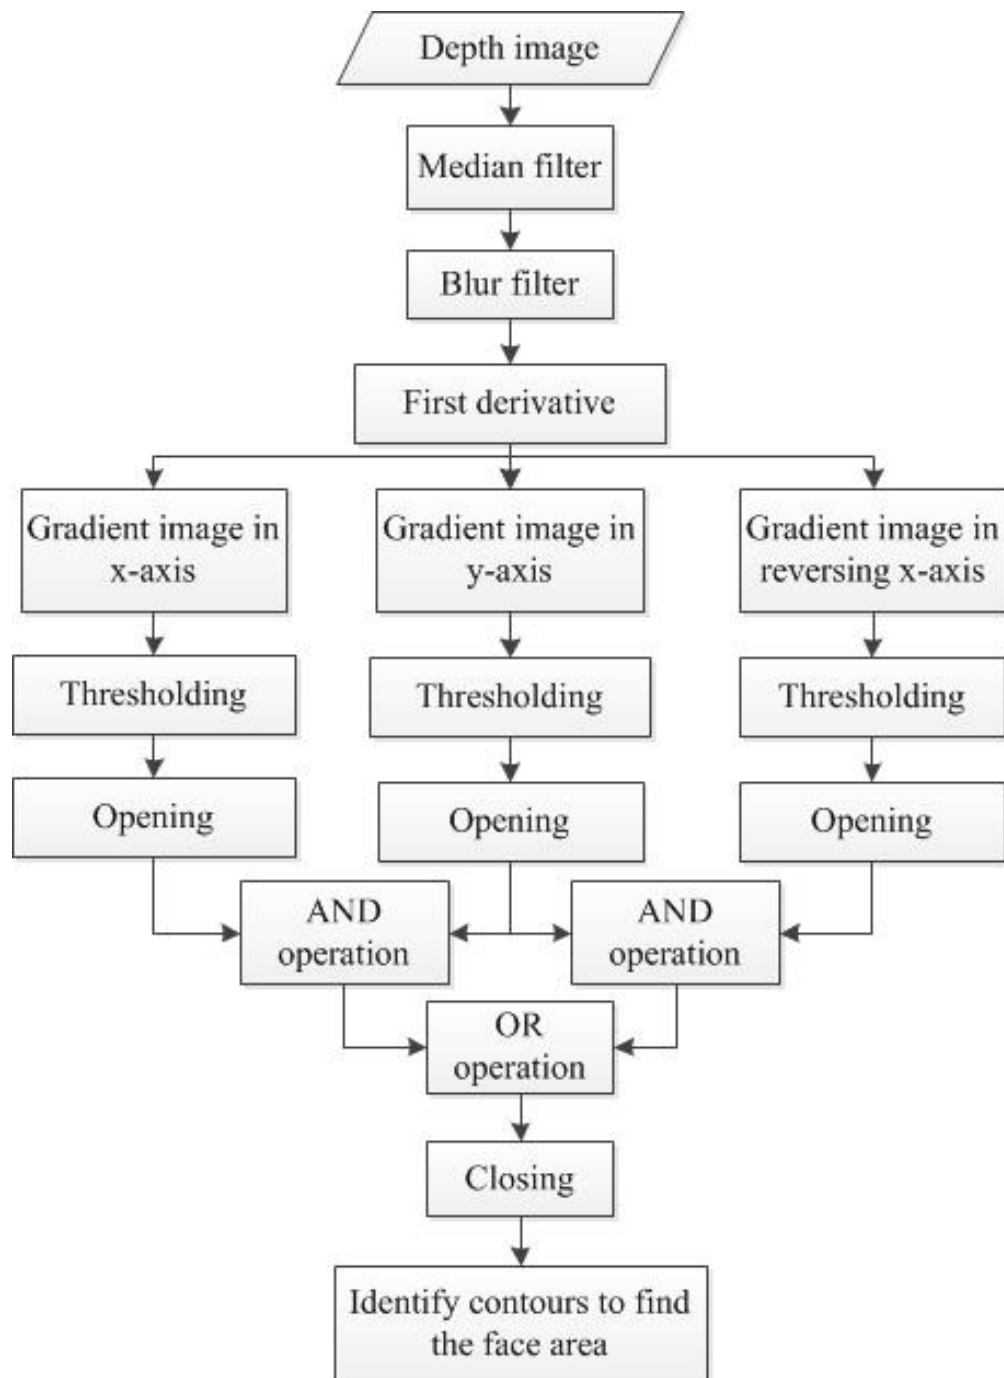 Depth image
Median filter
Blur filter
First derivative
Gradient image in
x-axis
Gradient image in
y-axis
Gradient image in
reversing x-axis
Thresholding
Thresholding
Thresholding
Opening
Opening
Opening
AND
operation
AND
operation
OR
operation
Closing
Identify contours to find
the face area